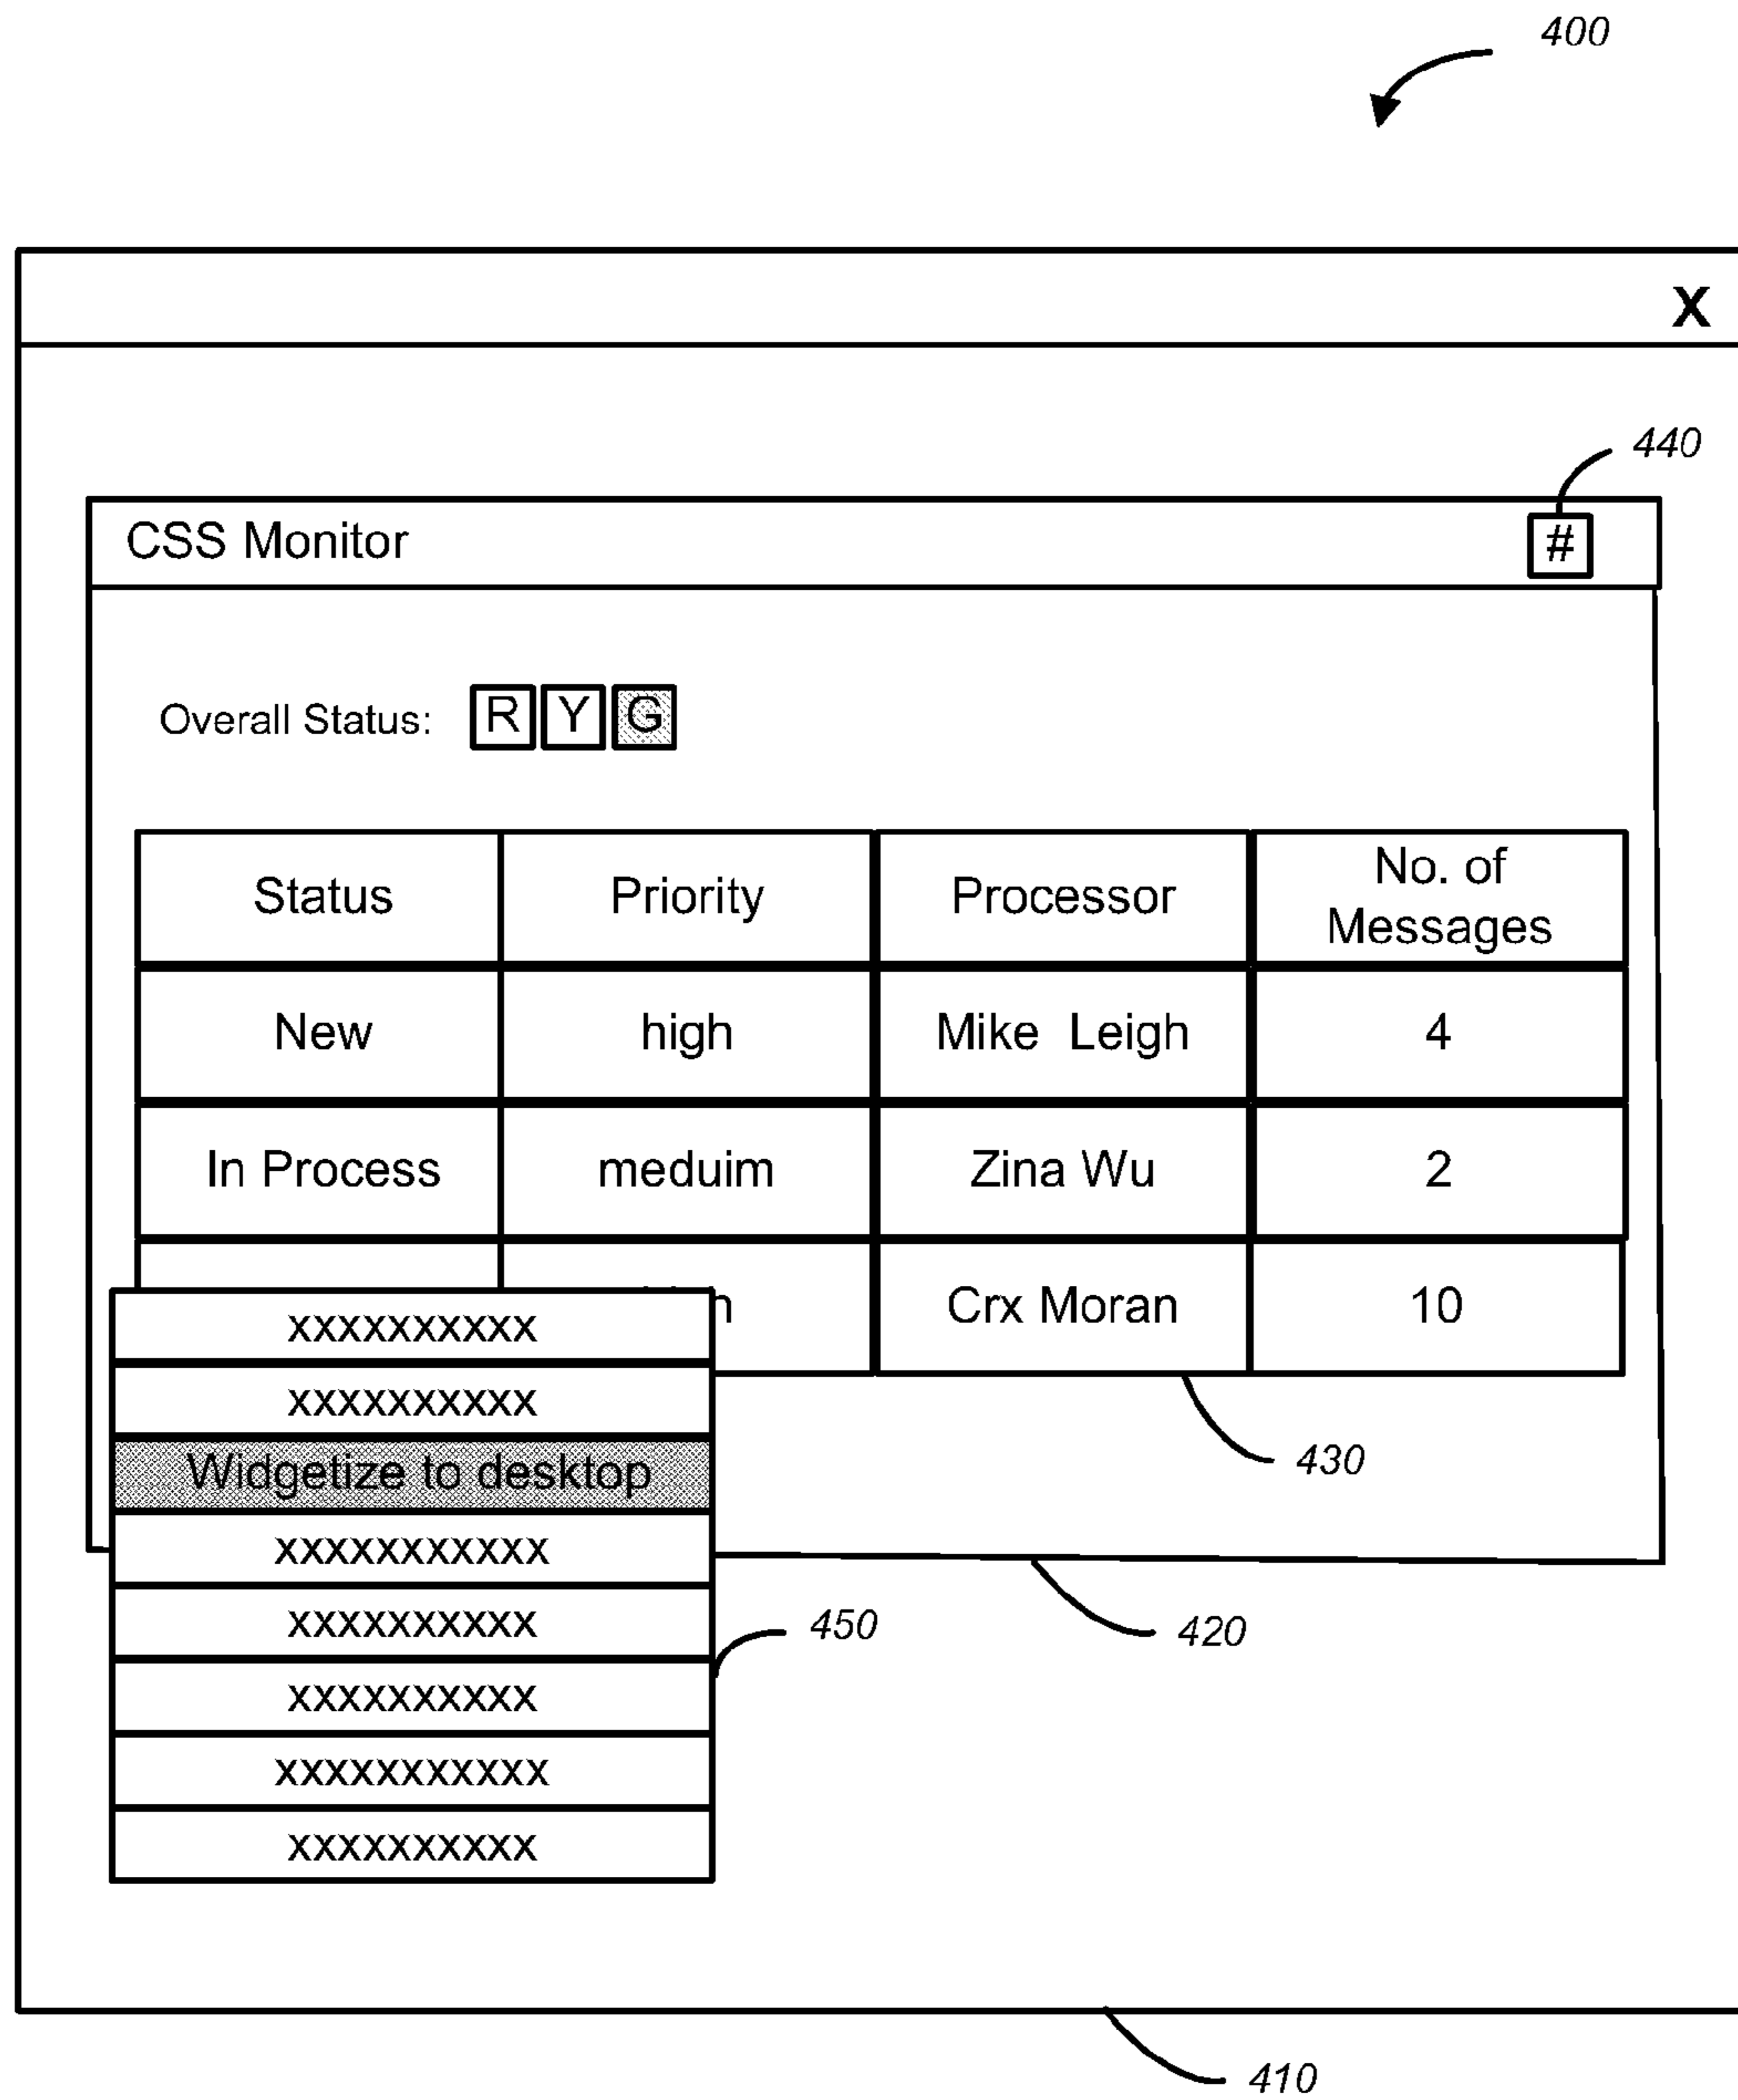 400
X
440
CSS Monitor #
Overall Status: R Y G
Status Priority Processor No. of Messages
New high Mike Leigh 4
In Process meduim Zina Wu 2
Crx Moran 10
xxxxxxxxxx
xxxxxxxxxx
430
Widgetize to desktop
xxxxxxxxxxx
xxxxxxxxxx
450
420
xxxxxxxxxx
xxxxxxxxxxx
xxxxxxxxxx
410